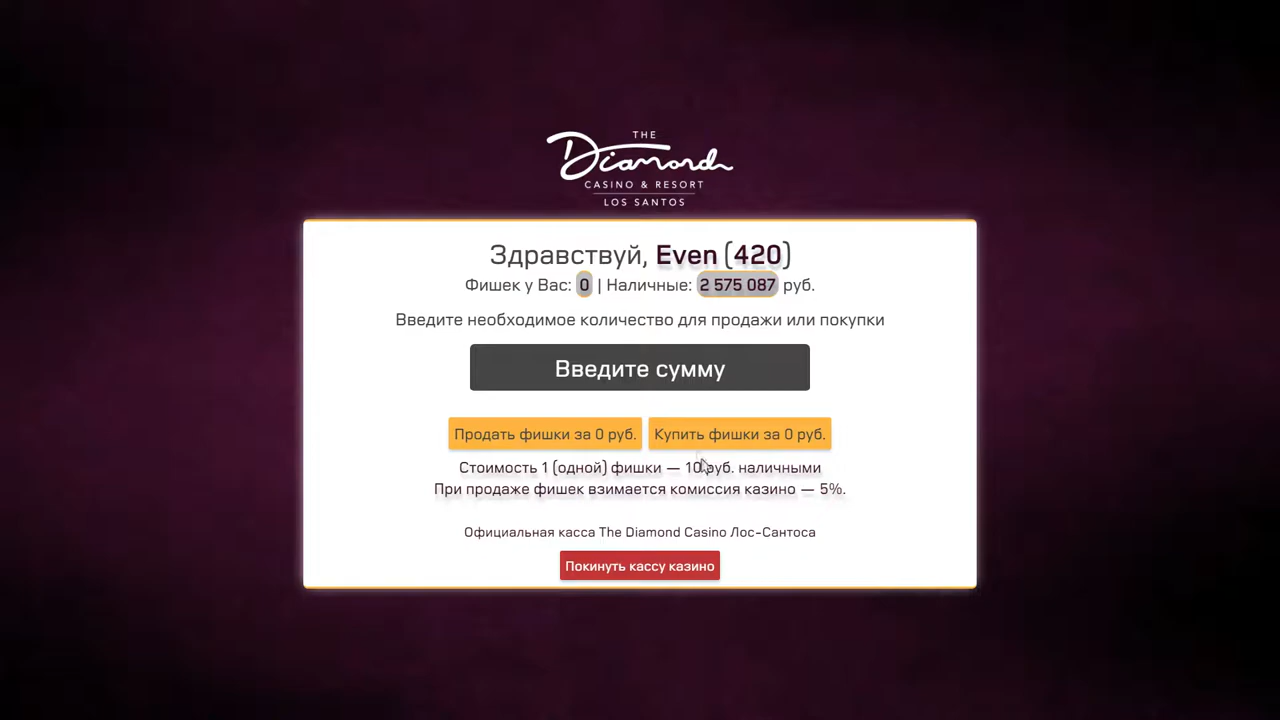 THE
Diamond
CASINO & RESORT
LOS SANTOS
Здравствуй, Even (420)
Фишек у Вас: 0 | Наличные: 2 575 087 руб.
Введите необходимое количество для продажи или покупки
Введите сумму
Продать фишки за 0 руб. Купить фишки за 0 руб.
Стоимость 1 (одной) фишки — 10 руб. наличными
При продаже фишек взимается комиссия казино — 5%.
Официальная касса The Diamond Casino Лос-Сантоса
Покинуть кассу казино